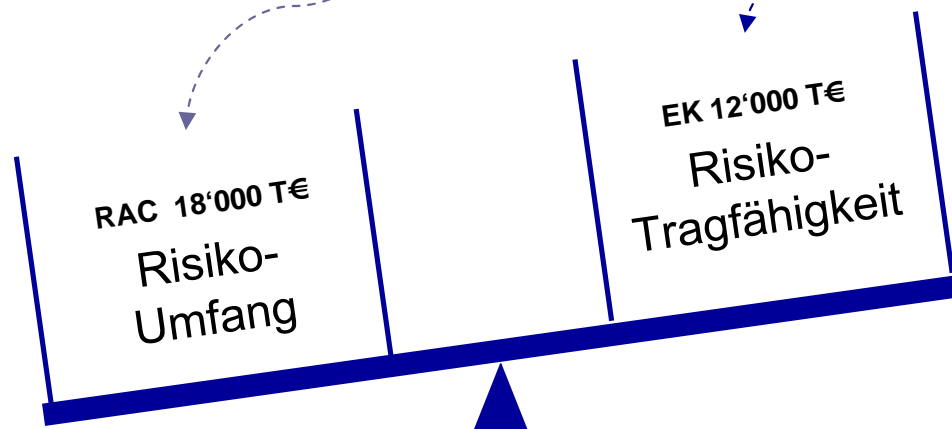 RAC  18‘000 T€
Risiko-
Umfang
EK 12‘000 T€
Risiko-
Tragfähigkeit